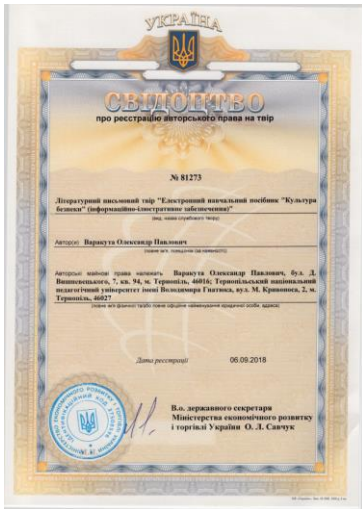 УКРАЇНА
СВІДОЦТВО
про реєстрацію авторського права на твір
№ 81273
Літературний письмовий твір "Електронний навчальний посібник "Культура
безпеки" (інформаційно-ілюстративне забезпечення)"
(вид, назва службового твору)
Автор(и) Варакута Олександр Павлович
(повне ім'я, псевдонім (за наявності))
Авторські майнові права належать Варакута Олександр Павлович, бул. Д.
Вишневецького, 7, кв. 94, м. Тернопіль, 46016; Тернопільський національний
педагогічний університет імені Володимира Гнатюка, вул. М. Кривоноса, 2, м.
Тернопіль, 46027
(повне ім'я фізичної та/або повне офіційне найменування юридичної особи, адреса)
Дата реєстрації 06.09.2018
В.о. державного секретаря
Міністерства економічного розвитку
і торгівлі України О. Л. Савчук